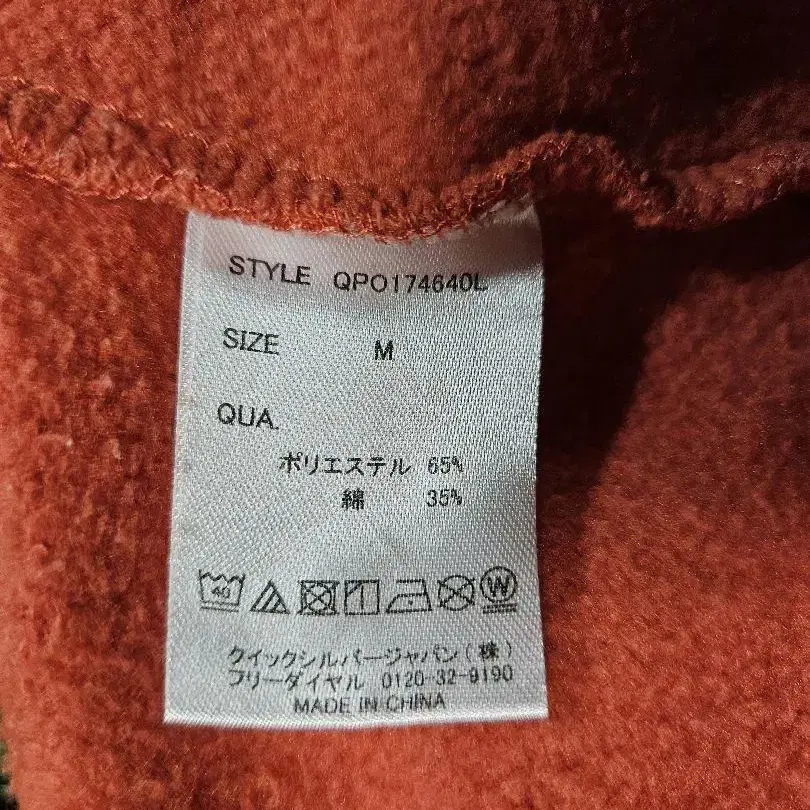 STYLE QPO174640L
SIZE M
QUA.
ポリエステル 65%
綿 35%
40 W
クイックシルバージャパン(株)
フリーダイヤル 0120-32-9190
MADE IN CHINA